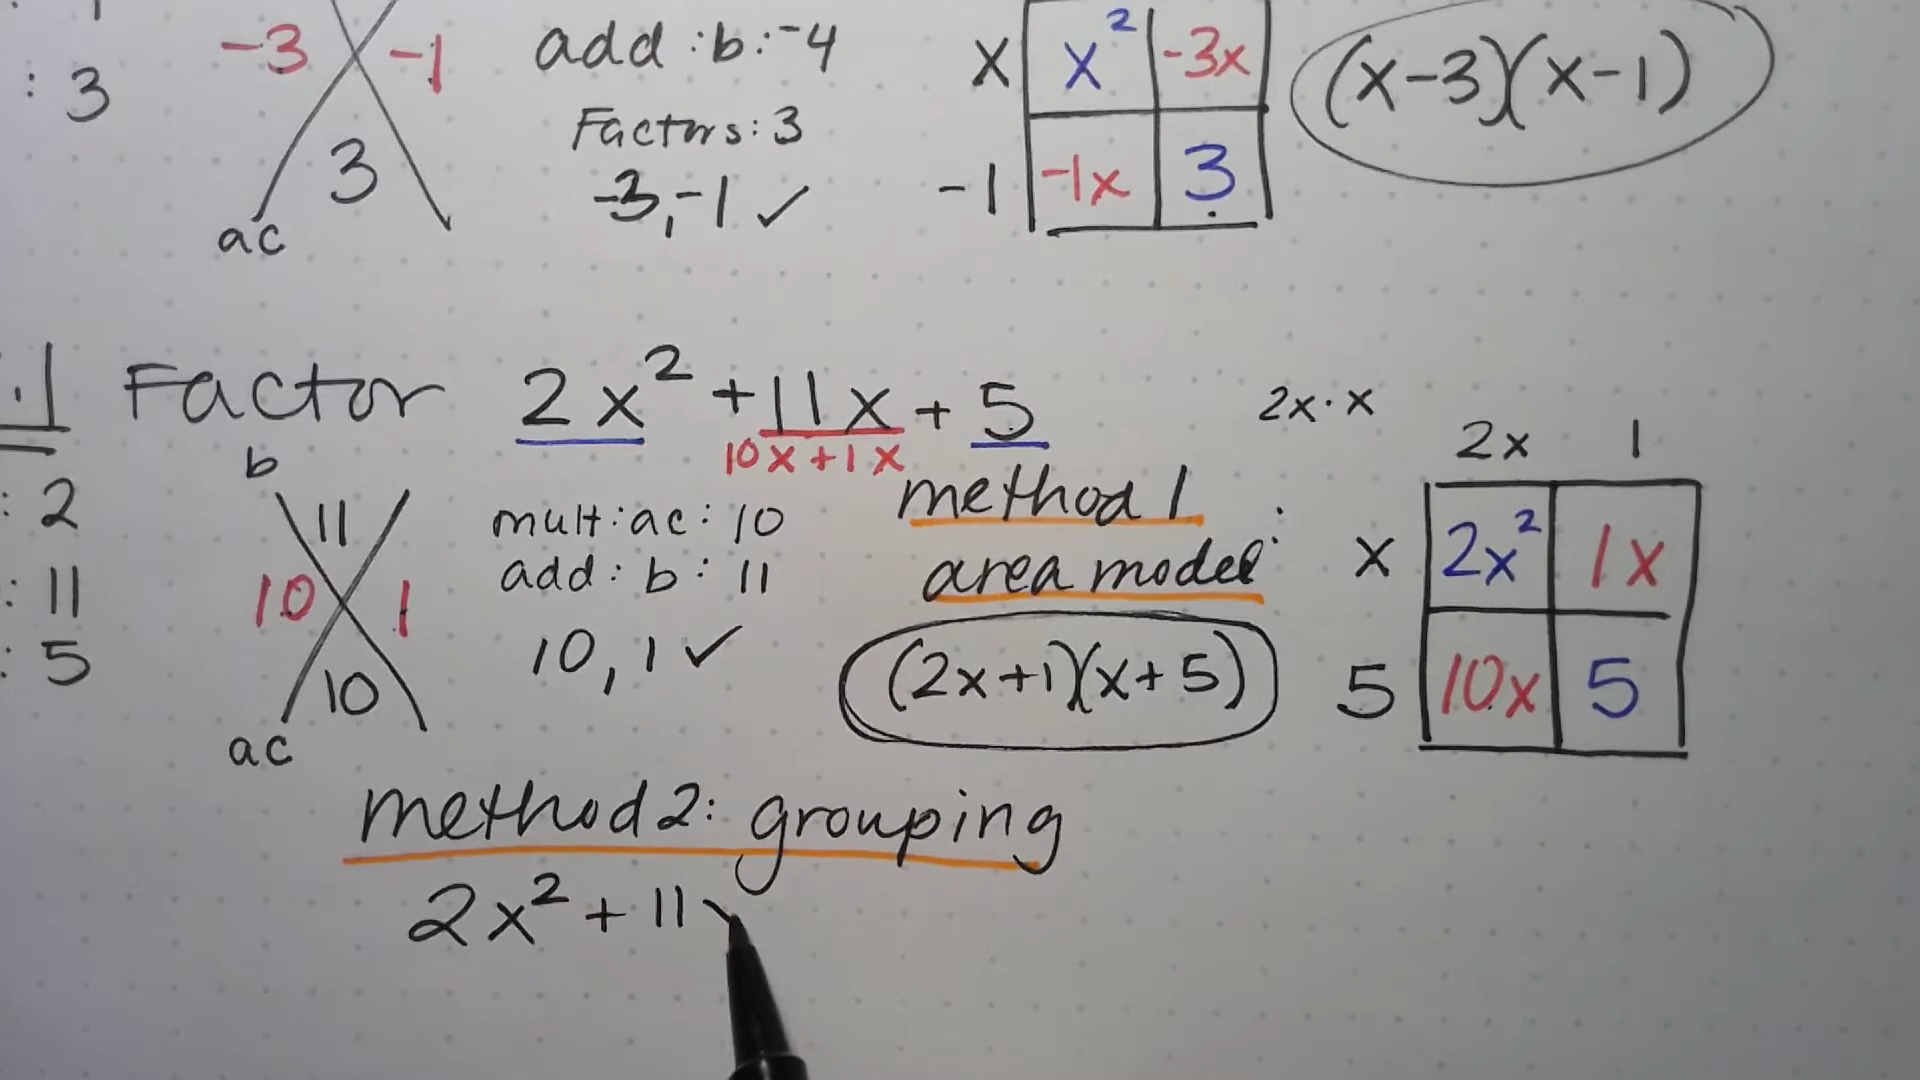 -3 -1 add:b:-4
: 3
Factors: 3
3
-3,-1 ✓
ac
x x² -3x
-1 -1x 3
(x-3)(x-1)
.1 Factor 2x² + 11x + 5
10x + 1x
b
: 2
: 11
: 5
11
10 1
10
ac
mult:ac:10
add:b:11
10, 1 ✓
method 1:
area model
(2x+1)(x+5)
2x·x
2x 1
x 2x² 1x
5 10x 5
method 2: grouping
2x² + 11